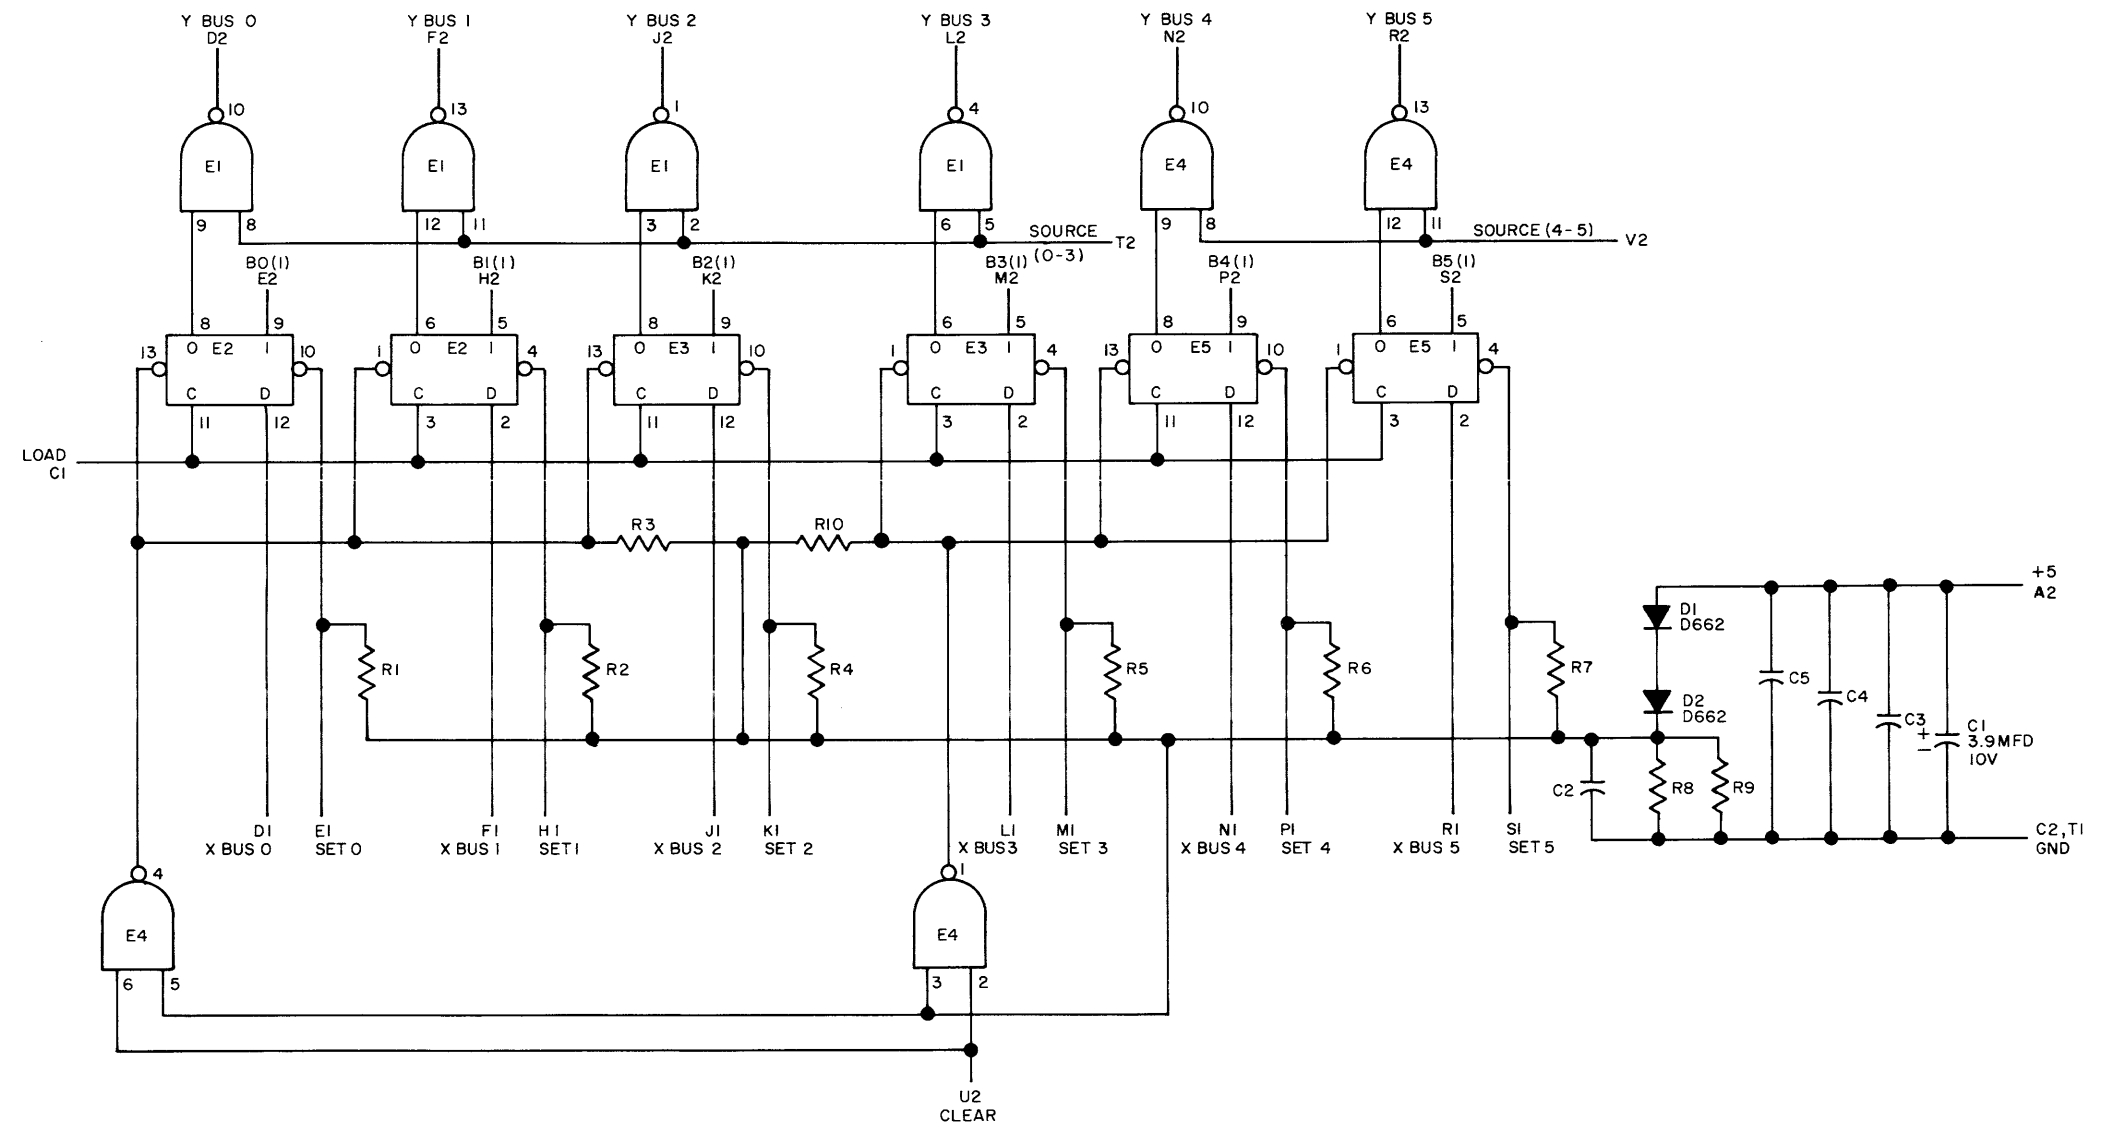 Y BUS 0 Y BUS 1 Y BUS 2 Y BUS 3 Y BUS 4 Y BUS 5
D2 F2 J2 L2 N2 R2
10 13 1 4 10 13
E1 E1 E1 E1 E4 E4
9 8 12 11 3 2 6 5 9 8 12 11
SOURCE T2
(0-3)
SOURCE (4-5) V2
B0(1) B1(1) B2(1) B3(1) B4(1) B5(1)
E2 H2 K2 M2 P2 S2
8 9 6 5 8 9 6 5 8 9 6 5
13 0 E2 1 10 1 0 E2 1 4 13 0 E3 1 10 1 0 E3 1 4 13 0 E5 1 10 1 0 E5 1 4
C D C D C D C D C D C D
11 12 3 2 11 12 3 2 11 12 3 2
LOAD
C1
R3 R10
+5
A2
D1
D662
R1 R2 R4 R5 R6 R7
D2
D662
C5 C4 C3
+
-
C1
3.9MFD
10V
C2 R8 R9
D1 E1 F1 H1 J1 K1 L1 M1 N1 P1 R1 S1
X BUS 0 SET 0 X BUS 1 SET 1 X BUS 2 SET 2 X BUS 3 SET 3 X BUS 4 SET 4 X BUS 5 SET 5
C2, T1
GND
4 1
E4 E4
6 5 3 2
U2
CLEAR